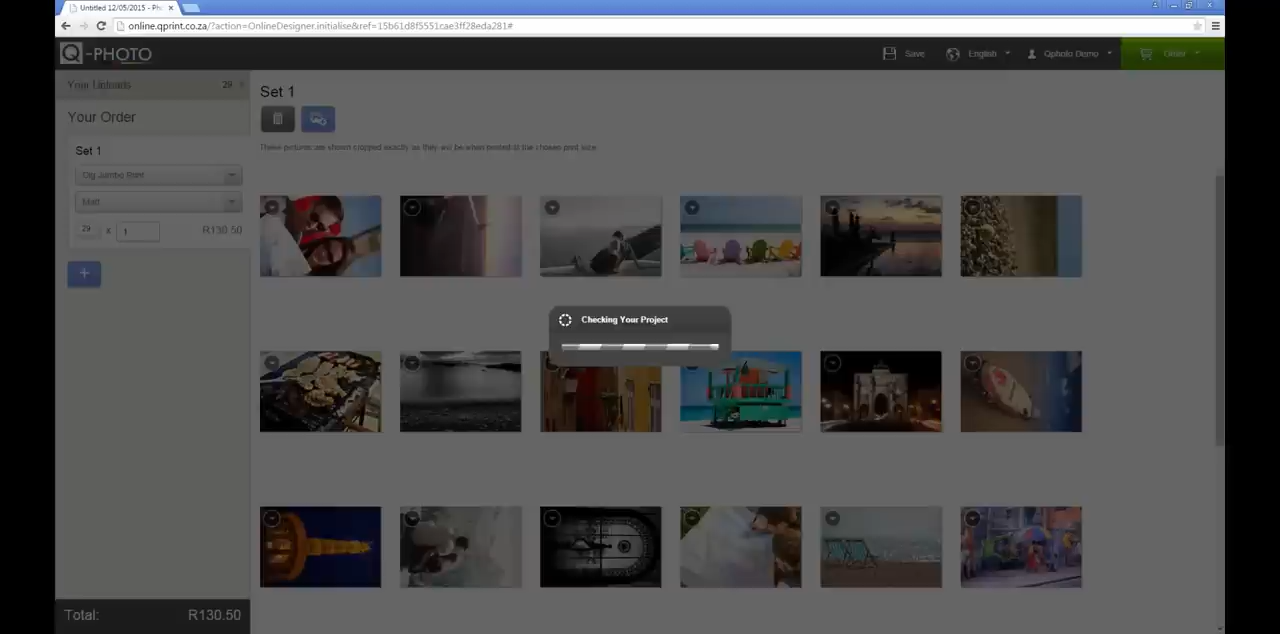 Untitled 12/05/2015 - Pho
online.qprint.co.za/?action=OnlineDesigner.initialise&ref=15b61d8f5551cae3ff28eda281#
Q-PHOTO
Save
English
Qphoto Demo
Order
Your Uploads
29
Your Order
Set 1
Matt
29 x 1 R130.50
+
Set 1
These pictures are shown cropped exactly as they will be when printed at the chosen print size.
Checking Your Project
Total: R130.50